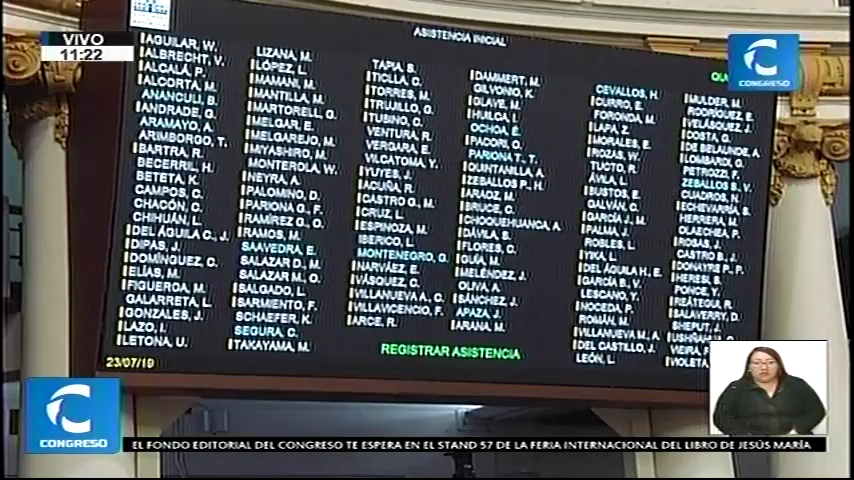 VIVO
11:22
ASISTENCIA INICIAL
CONGRESO
AGUILAR, W.
ALBRECHT, V.
ALCALÁ, P.
ALCORTA, M.
ANANCULI, B.
ANDRADE, G.
ARAMAYO, A.
ARIMBORGO, T.
BARTRA, R.
BECERRIL, H.
BETETA, K.
CAMPOS, C.
CHACÓN, C.
CHIHUÁN, L.
DEL ÁGUILA C., J.
DIPAS, J.
DOMÍNGUEZ, C.
ELÍAS, M.
FIGUEROA, M.
GALARRETA, L.
GONZALES, J.
LAZO, I.
LETONA, U.
LIZANA, M.
LÓPEZ, L.
MAMANI, M.
MANTILLA, M.
MARTORELL, G.
MELGAR, E.
MELGAREJO, M.
MIYASHIRO, M.
MONTEROLA, W.
NEYRA, A.
PALOMINO, D.
PARIONA G., F.
RAMÍREZ G., O.
RAMOS, M.
SAAVEDRA, E.
SALAZAR D., M.
SALAZAR M., O.
SALGADO, L.
SARMIENTO, F.
SCHAEFER, K.
SEGURA, C.
TAKAYAMA, M.
TAPIA, S.
TICLLA, C.
TORRES, M.
TRUJILLO, G.
TUBINO, C.
VENTURA, R.
VERGARA, E.
VILCATOMA, Y.
YUYES, J.
ACUÑA, R.
CASTRO G., M.
CRUZ, L.
ESPINOZA, M.
IBERICO, L.
MONTENEGRO, G.
NARVÁEZ, E.
VÁSQUEZ, C.
VILLANUEVA A., C.
VILLAVICENCIO, F.
ARCE, R.
DAMMERT, M.
GILVONIO, K.
GLAVE, M.
HUILCA, I.
OCHOA, E.
PACORI, O.
PARIONA T., T.
QUINTANILLA, A.
ZEBALLOS P., H.
ARAOZ, M.
BRUCE, C.
CHOQUEHUANCA, A.
DÁVILA, S.
FLORES, C.
GUÍA, M.
MELÉNDEZ, J.
OLIVA, A.
SÁNCHEZ, J.
APAZA, J.
ARANA, M.
CEVALLOS, H.
CURRO, E.
FORONDA, M.
LAPA, Z.
MORALES, E.
ROZAS, W.
TUCTO, R.
ÁVILA, L.
BUSTOS, E.
GALVÁN, C.
GARCÍA J., M.
PALMA, J.
ROBLES, L.
YIKA, L.
DEL ÁGUILA H., E.
GARCÍA B., V.
LESCANO, Y.
NOCEDA, P.
ROMÁN, M.
VILLANUEVA M., A.
DEL CASTILLO, J.
LEÓN, L.
MULDER, M.
RODRÍGUEZ, E.
VELÁSQUEZ, J.
COSTA, G.
DE BELAUNDE, A.
LOMBARDI, G.
PETROZZI, F.
ZEBALLOS S., V.
CUADROS, N.
ECHEVARRÍA, S.
HERRERA, M.
OLAECHEA, P.
ROSAS, J.
CASTRO B., J.
DONAYRE P., P.
HERESI, S.
PONCE, Y.
REÁTEGUI, R.
SALAVERRY, D.
SHEPUT, J.
VIEIRA,
VIOLETA,
23/07/19
REGISTRAR ASISTENCIA
CONGRESO
EL FONDO EDITORIAL DEL CONGRESO TE ESPERA EN EL STAND 57 DE LA FERIA INTERNACIONAL DEL LIBRO DE JESÚS MARÍA